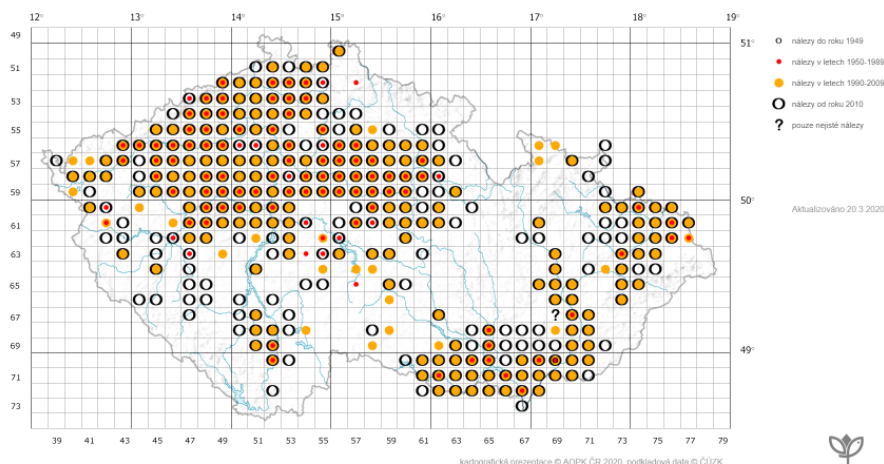 12° 13° 14° 15° 16° 17° 18° 19°
49
51
53
55
57
59
61
63
65
67
69
71
73
51°
50°
49°
39 41 43 45 47 49 51 53 55 57 59 61 63 65 67 69 71 73 75 77 79
?
nálezy do roku 1949
nálezy v letech 1950-1989
nálezy v letech 1990-2009
nálezy od roku 2010
? pouze nejisté nálezy
Aktualizováno 20.3.2020
kartografická prezentace © AOPK ČR 2020, podkladová data © ČÚZK